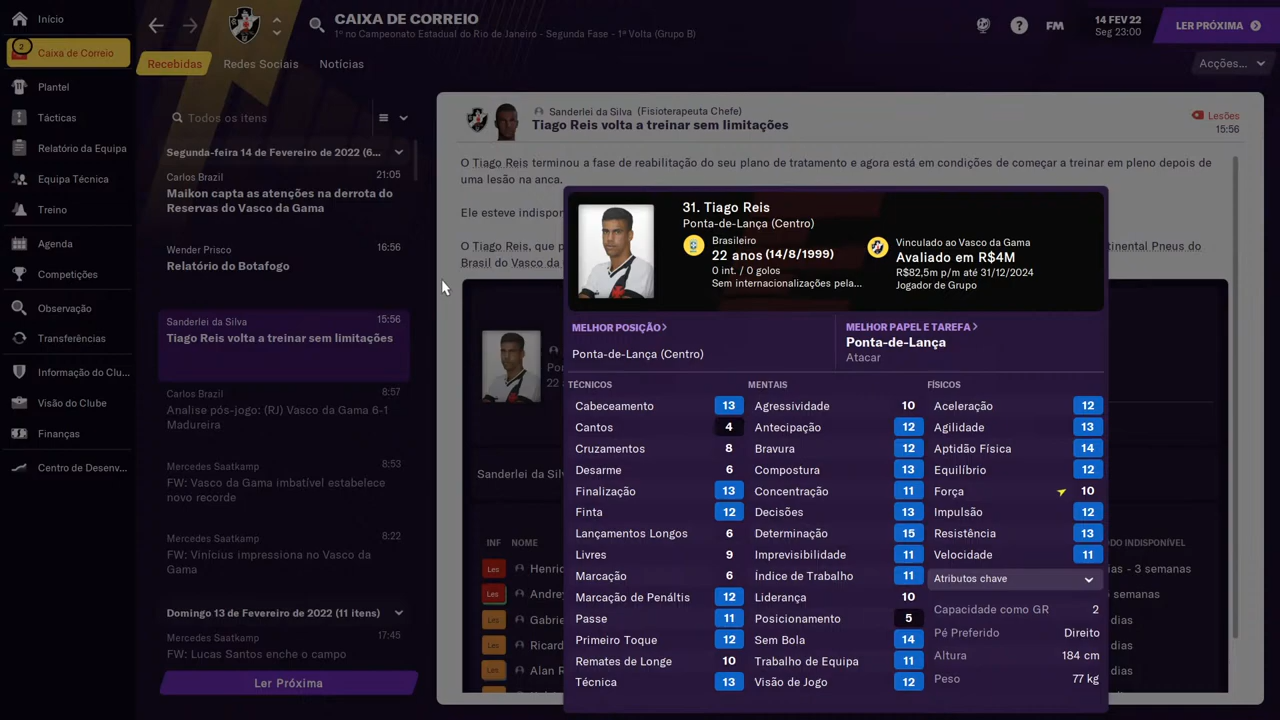 Início
2
Caixa de Correio
Plantel
Tácticas
Relatório da Equipa
Equipa Técnica
Treino
Agenda
Competições
Observação
Transferências
Informação do Clu...
Visão do Clube
Finanças
Centro de Desenv...
CAIXA DE CORREIO
1º no Campeonato Estadual do Rio de Janeiro - Segunda Fase - 1ª Volta (Grupo B)
FM
14 FEV 22
Seg 23:00
LER PRÓXIMA
Recebidas
Redes Sociais
Notícias
Acções...
Todos os itens
Segunda-feira 14 de Fevereiro de 2022 (6...
Carlos Brazil 21:05
Maikon capta as atenções na derrota do
Reservas do Vasco da Gama
Wender Prisco 16:56
Relatório do Botafogo
Sanderlei da Silva 15:56
Tiago Reis volta a treinar sem limitações
Carlos Brazil 8:57
Analise pós-jogo: (RJ) Vasco da Gama 6-1
Madureira
Mercedes Saatkamp 8:53
FW: Vasco da Gama imbatível estabelece
novo recorde
Mercedes Saatkamp 8:22
FW: Vinícius impressiona no Vasco da
Gama
Domingo 13 de Fevereiro de 2022 (11 itens)
Mercedes Saatkamp 17:45
FW: Lucas Santos enche o campo
Ler Próxima
Sanderlei da Silva (Fisioterapeuta Chefe)
Tiago Reis volta a treinar sem limitações
Lesões
15:56
O Tiago Reis terminou a fase de reabilitação do seu plano de tratamento e agora está em condições de começar a treinar em pleno depois de
uma lesão na anca.
Ele esteve indispon
O Tiago Reis, que p
tinental Pneus do
Brasil do Vasco da
Po
22
Sanderlei da Silva
INF NOME
DO INDISPONÍVEL
Les Henric
ias - 3 semanas
Les Andrey
semanas
Les Gabrie
dias
Les Ricard
dias
Les Alan R
dias
31. Tiago Reis
Ponta-de-Lança (Centro)
Brasileiro
22 anos (14/8/1999)
0 int. / 0 golos
Sem internacionalizações pela...
Vinculado ao Vasco da Gama
Avaliado em R$4M
R$82,5m p/m até 31/12/2024
Jogador de Grupo
MELHOR POSIÇÃO
Ponta-de-Lança (Centro)
MELHOR PAPEL E TAREFA
Ponta-de-Lança
Atacar
TÉCNICOS
Cabeceamento 13
Cantos 4
Cruzamentos 8
Desarme 6
Finalização 13
Finta 12
Lançamentos Longos 6
Livres 9
Marcação 6
Marcação de Penáltis 12
Passe 11
Primeiro Toque 12
Remates de Longe 10
Técnica 13
MENTAIS
Agressividade 10
Antecipação 12
Bravura 12
Compostura 13
Concentração 11
Decisões 13
Determinação 15
Imprevisibilidade 11
Índice de Trabalho 11
Liderança 10
Posicionamento 5
Sem Bola 14
Trabalho de Equipa 11
Visão de Jogo 12
FÍSICOS
Aceleração 12
Agilidade 13
Aptidão Física 14
Equilíbrio 12
Força 10
Impulsão 12
Resistência 13
Velocidade 11
Atributos chave
Capacidade como GR 2
Pé Preferido Direito
Altura 184 cm
Peso 77 kg